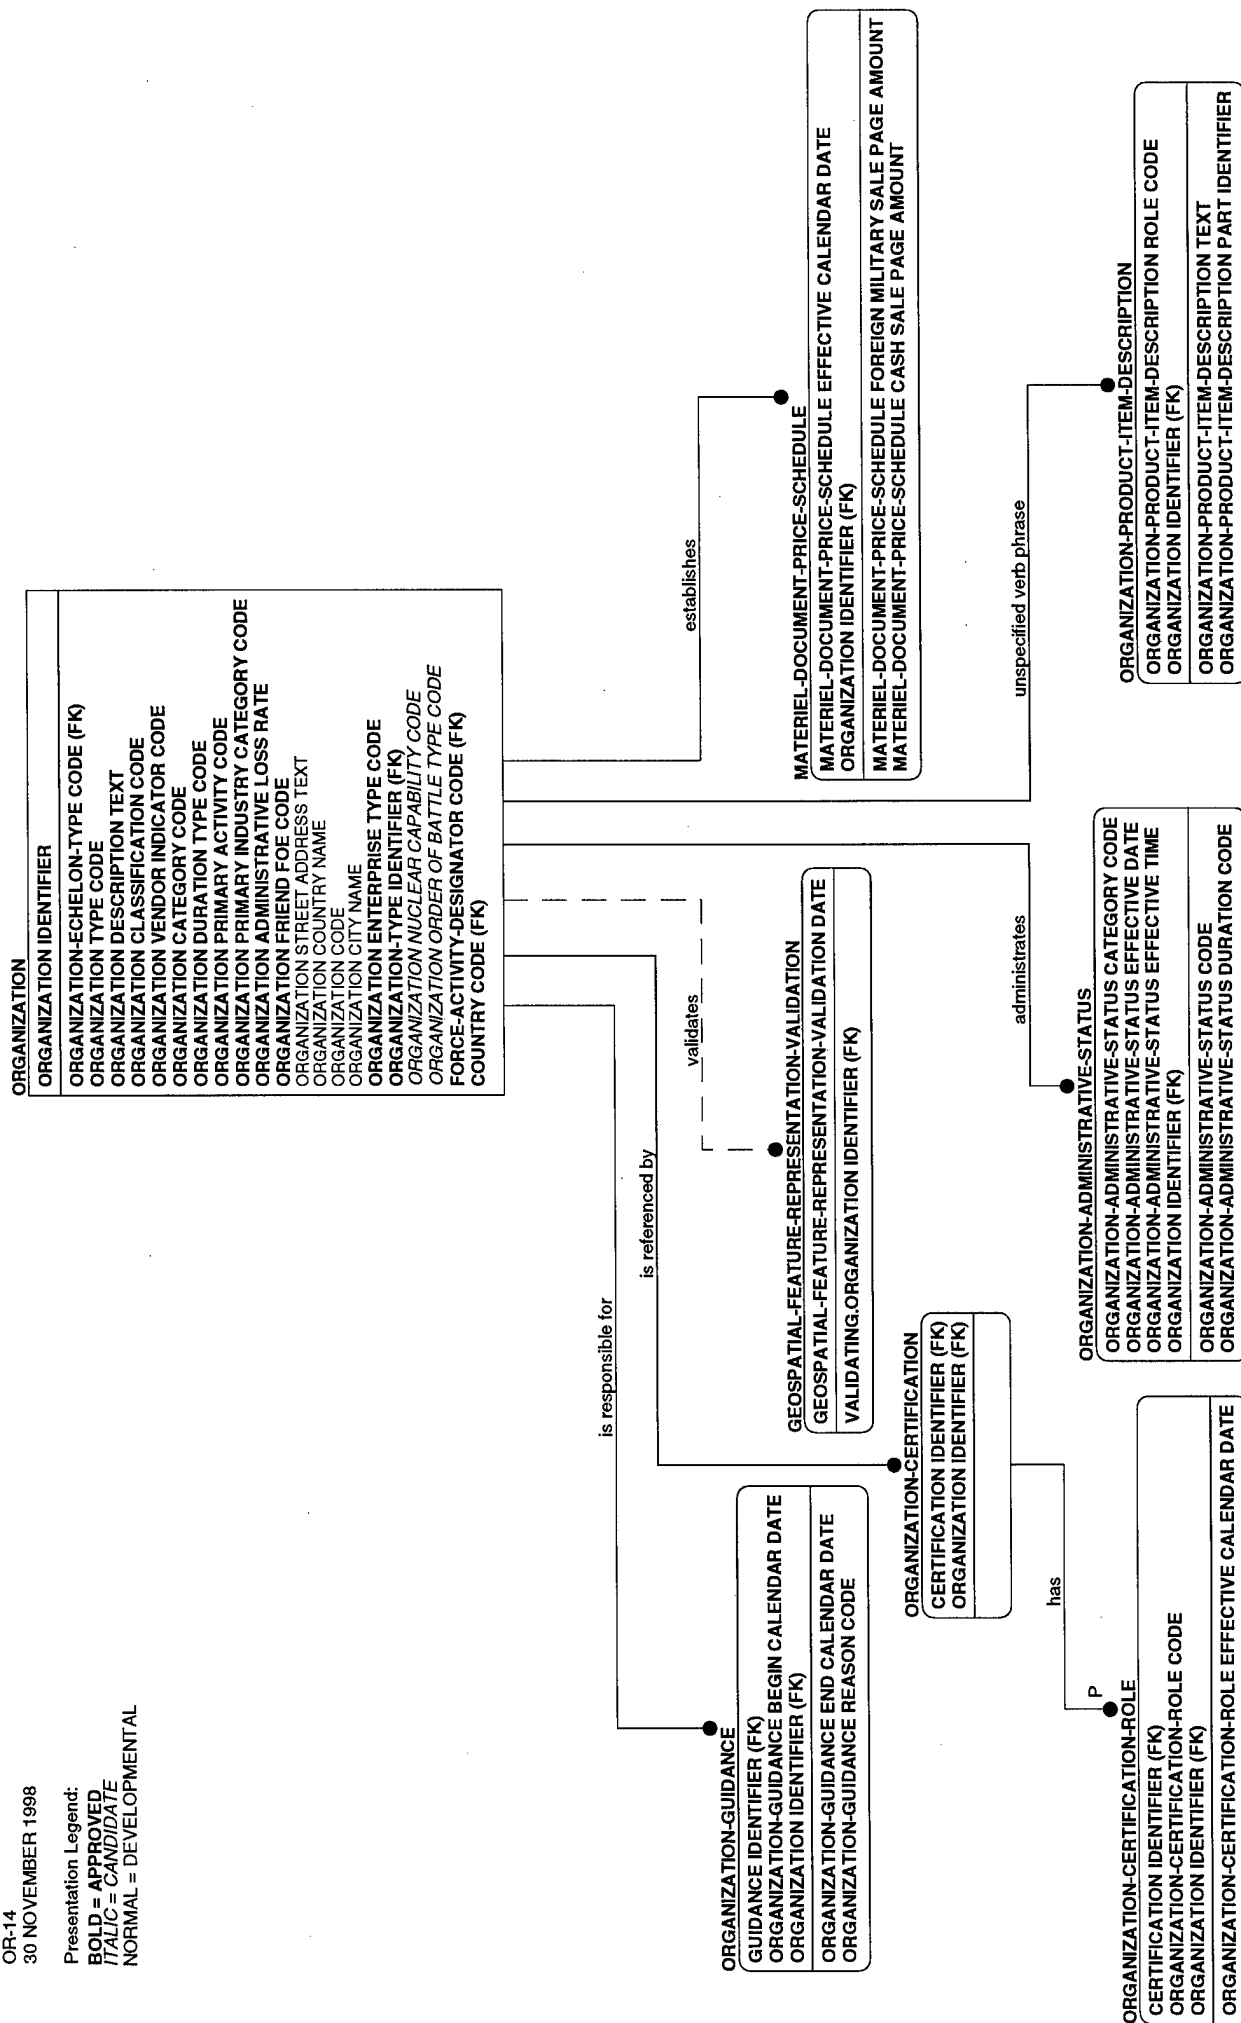 OR-14
30 NOVEMBER 1998
Presentation Legend:
BOLD = APPROVED
ITALIC = CANDIDATE
NORMAL = DEVELOPMENTAL
ORGANIZATION
ORGANIZATION IDENTIFIER
ORGANIZATION-ECHELON-TYPE CODE (FK)
ORGANIZATION TYPE CODE
ORGANIZATION DESCRIPTION TEXT
ORGANIZATION CLASSIFICATION CODE
ORGANIZATION VENDOR INDICATOR CODE
ORGANIZATION CATEGORY CODE
ORGANIZATION DURATION TYPE CODE
ORGANIZATION PRIMARY ACTIVITY CODE
ORGANIZATION PRIMARY INDUSTRY CATEGORY CODE
ORGANIZATION ADMINISTRATIVE LOSS RATE
ORGANIZATION FRIEND FOE CODE
ORGANIZATION STREET ADDRESS TEXT
ORGANIZATION COUNTRY NAME
ORGANIZATION CODE
ORGANIZATION CITY NAME
ORGANIZATION ENTERPRISE TYPE CODE
ORGANIZATION-TYPE IDENTIFIER (FK)
ORGANIZATION NUCLEAR CAPABILITY CODE
ORGANIZATION ORDER OF BATTLE TYPE CODE
FORCE-ACTIVITY-DESIGNATOR CODE (FK)
COUNTRY CODE (FK)
is responsible for
is referenced by
validates
establishes
ORGANIZATION-GUIDANCE
GUIDANCE IDENTIFIER (FK)
ORGANIZATION-GUIDANCE BEGIN CALENDAR DATE
ORGANIZATION IDENTIFIER (FK)
ORGANIZATION-GUIDANCE END CALENDAR DATE
ORGANIZATION-GUIDANCE REASON CODE
GEOSPATIAL-FEATURE-REPRESENTATION-VALIDATION
GEOSPATIAL-FEATURE-REPRESENTATION-VALIDATION DATE
VALIDATING.ORGANIZATION IDENTIFIER (FK)
MATERIEL-DOCUMENT-PRICE-SCHEDULE
MATERIEL-DOCUMENT-PRICE-SCHEDULE EFFECTIVE CALENDAR DATE
ORGANIZATION IDENTIFIER (FK)
MATERIEL-DOCUMENT-PRICE-SCHEDULE FOREIGN MILITARY SALE PAGE AMOUNT
MATERIEL-DOCUMENT-PRICE-SCHEDULE CASH SALE PAGE AMOUNT
ORGANIZATION-CERTIFICATION
CERTIFICATION IDENTIFIER (FK)
ORGANIZATION IDENTIFIER (FK)
has
P
administrates
unspecified verb phrase
ORGANIZATION-CERTIFICATION-ROLE
CERTIFICATION IDENTIFIER (FK)
ORGANIZATION-CERTIFICATION-ROLE CODE
ORGANIZATION IDENTIFIER (FK)
ORGANIZATION-CERTIFICATION-ROLE EFFECTIVE CALENDAR DATE
ORGANIZATION-ADMINISTRATIVE-STATUS
ORGANIZATION-ADMINISTRATIVE-STATUS CATEGORY CODE
ORGANIZATION-ADMINISTRATIVE-STATUS EFFECTIVE DATE
ORGANIZATION-ADMINISTRATIVE-STATUS EFFECTIVE TIME
ORGANIZATION IDENTIFIER (FK)
ORGANIZATION-ADMINISTRATIVE-STATUS CODE
ORGANIZATION-ADMINISTRATIVE-STATUS DURATION CODE
ORGANIZATION-PRODUCT-ITEM-DESCRIPTION
ORGANIZATION-PRODUCT-ITEM-DESCRIPTION ROLE CODE
ORGANIZATION IDENTIFIER (FK)
ORGANIZATION-PRODUCT-ITEM-DESCRIPTION TEXT
ORGANIZATION-PRODUCT-ITEM-DESCRIPTION PART IDENTIFIER